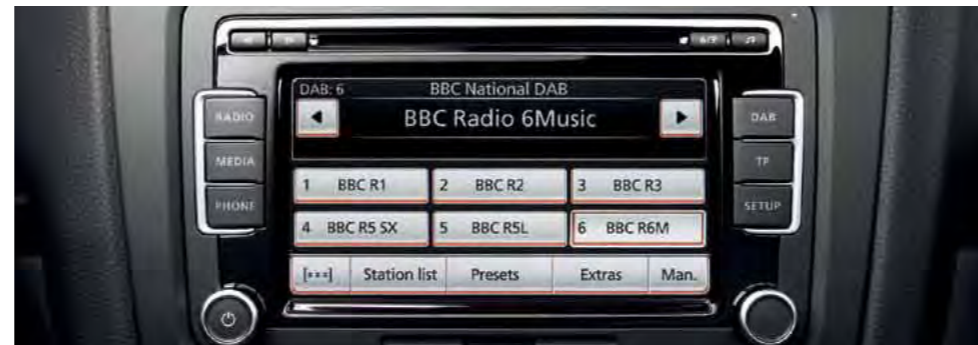 DAB: 6 BBC National DAB
BBC Radio 6Music
RADIO
DAB
MEDIA
TP
PHONE
SETUP
1 BBC R1 2 BBC R2 3 BBC R3
4 BBC R5 SX 5 BBC R5L 6 BBC R6M
Station list Presets Extras Man.